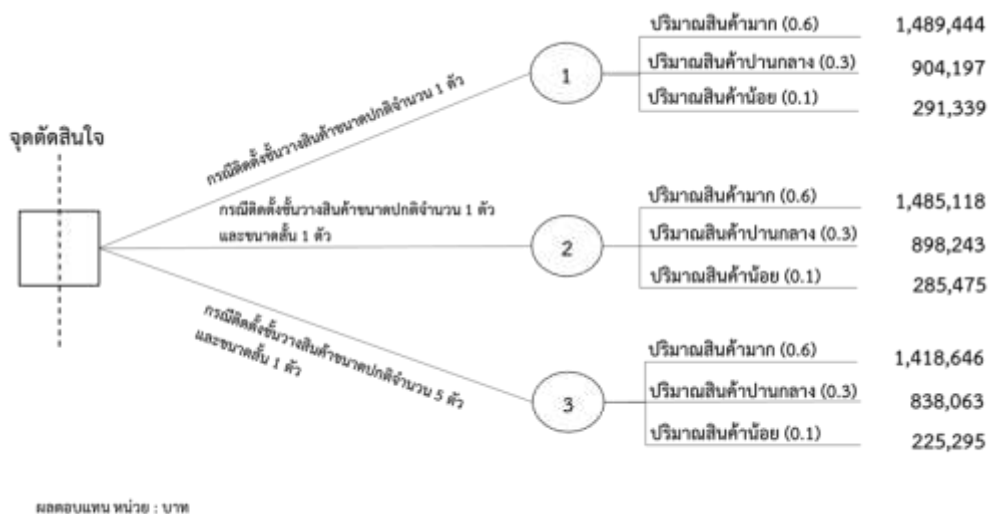 ปริมาณสินค้ามาก (0.6) 1,489,444
ปริมาณสินค้าปานกลาง (0.3) 904,197
ปริมาณสินค้าน้อย (0.1) 291,339
1
กรณีติดตั้งชั้นวางสินค้าขนาดปกติจำนวน 1 ตัว
จุดตัดสินใจ
ปริมาณสินค้ามาก (0.6) 1,485,118
ปริมาณสินค้าปานกลาง (0.3) 898,243
ปริมาณสินค้าน้อย (0.1) 285,475
2
กรณีติดตั้งชั้นวางสินค้าขนาดปกติจำนวน 1 ตัว
และขนาดสั้น 1 ตัว
ปริมาณสินค้ามาก (0.6) 1,418,646
ปริมาณสินค้าปานกลาง (0.3) 838,063
ปริมาณสินค้าน้อย (0.1) 225,295
3
กรณีติดตั้งชั้นวางสินค้าขนาดปกติจำนวน 5 ตัว
และขนาดสั้น 1 ตัว
ผลตอบแทน หน่วย : บาท